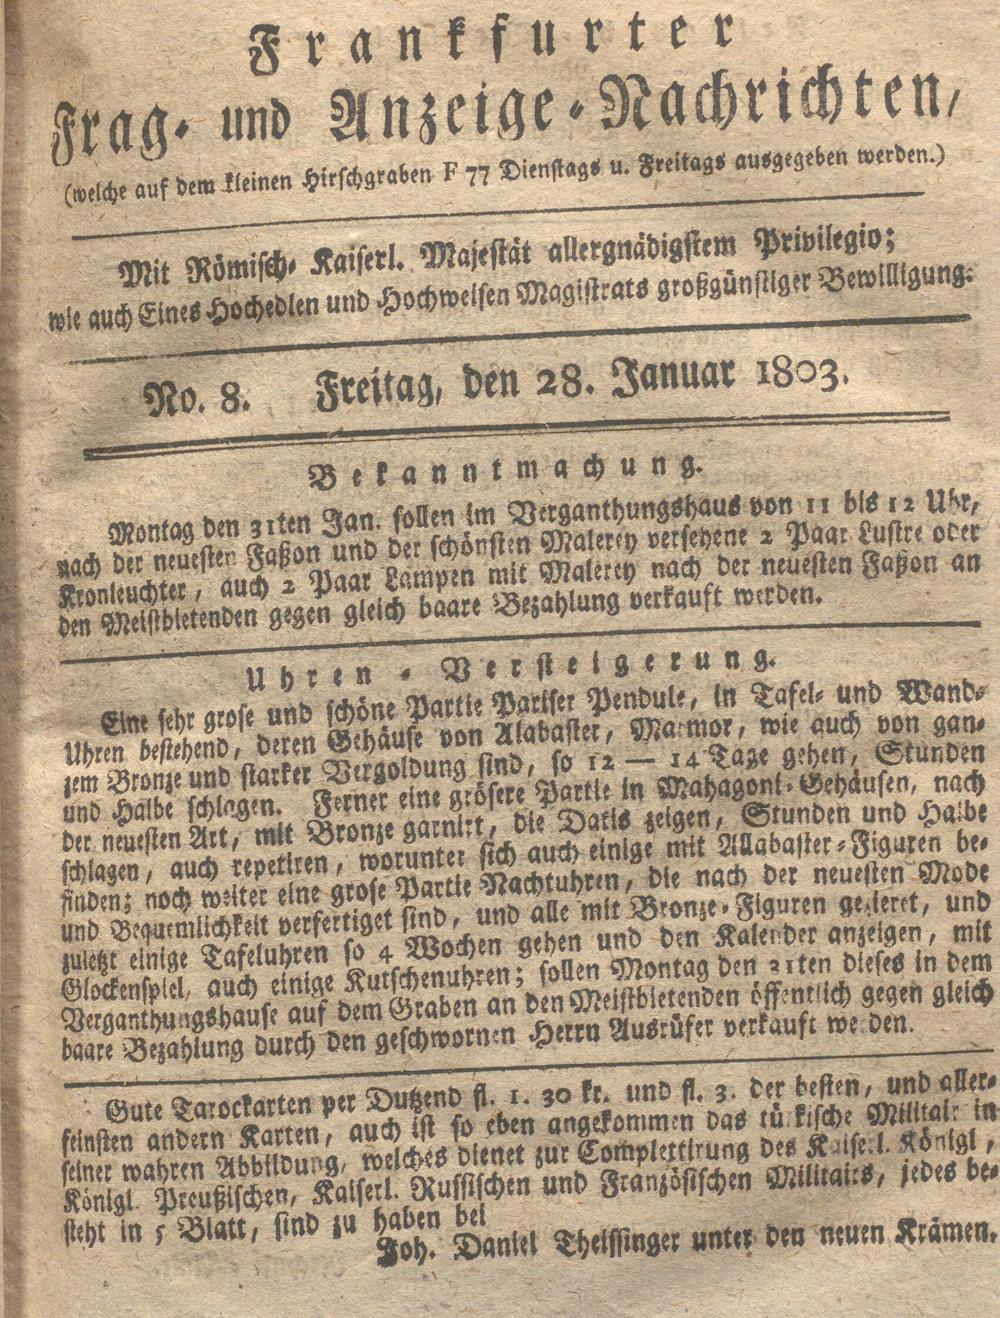 Frankfurter
Frag- und Anzeige-Nachrichten,
(welche auf dem kleinen Hirschgraben F 77 Dienstags u. Freitags ausgegeben werden.)
Mit Römisch- Kaiserl. Majestät allergnädigstem Privilegio;
wie auch Eines Hochedlen und Hochweisen Magistrats großgünstiger Bewilligung.
No. 8. Freitag, den 28. Januar 1803.
Bekanntmachung.
Montag den 31ten Jan. sollen im Verganthungshaus von 11 bis 12 Uhr,
nach der neuesten Faßon und der schönsten Malerey versehene 2 Paar Lustre oder
Kronleuchter, auch 2 Paar Lampen mit Malerey nach der neuesten Faßon an
den Meistbietenden gegen gleich baare Bezahlung verkauft werden.
Uhren-Versteigerung.
Eine sehr grose und schöne Partie Pariser Pendule, in Tafel- und Wand-
Uhren bestehend, deren Gehäuse von Alabaster, Marmor, wie auch von gan-
zem Bronze und starker Vergoldung sind, so 12 — 14 Tage gehen, Stunden
und Halbe schlagen. Ferner eine grösere Partie in Mahagoni-Gehäusen, nach
der neuesten Art, mit Bronze garnirt, die Datis zeigen, Stunden und Halbe
schlagen, auch repetiren, worunter sich auch einige mit Allabaster-Figuren be-
finden; noch weiter eine grose Partie Nachtuhren, die nach der neuesten Mode
und Bequemlichkeit verfertiget sind, und alle mit Bronze-Figuren gezieret, und
zuletzt einige Tafeluhren so 4 Wochen gehen und den Kalender anzeigen, mit
Glockenspiel, auch einige Kutschenuhren; sollen Montag den 31ten dieses in dem
Verganthungshause auf dem Graben an den Meistbietenden öffentlich gegen gleich
baare Bezahlung durch den geschwornen Herrn Ausrüfer verkauft werden.
Gute Tarockarten per Dutzend fl. 1. 30 kr. und fl. 3. der besten, und aller-
feinsten andern Karten, auch ist so eben angekommen das türkische Militair in
seiner wahren Abbildung, welches dienet zur Complettirung des Kaiserl. Königl,
Königl. Preußischen, Kaiserl. Russischen und Französischen Militairs, jedes be-
steht in 5 Blatt, sind zu haben bei
Joh. Daniel Theissinger unter den neuen Krämen.